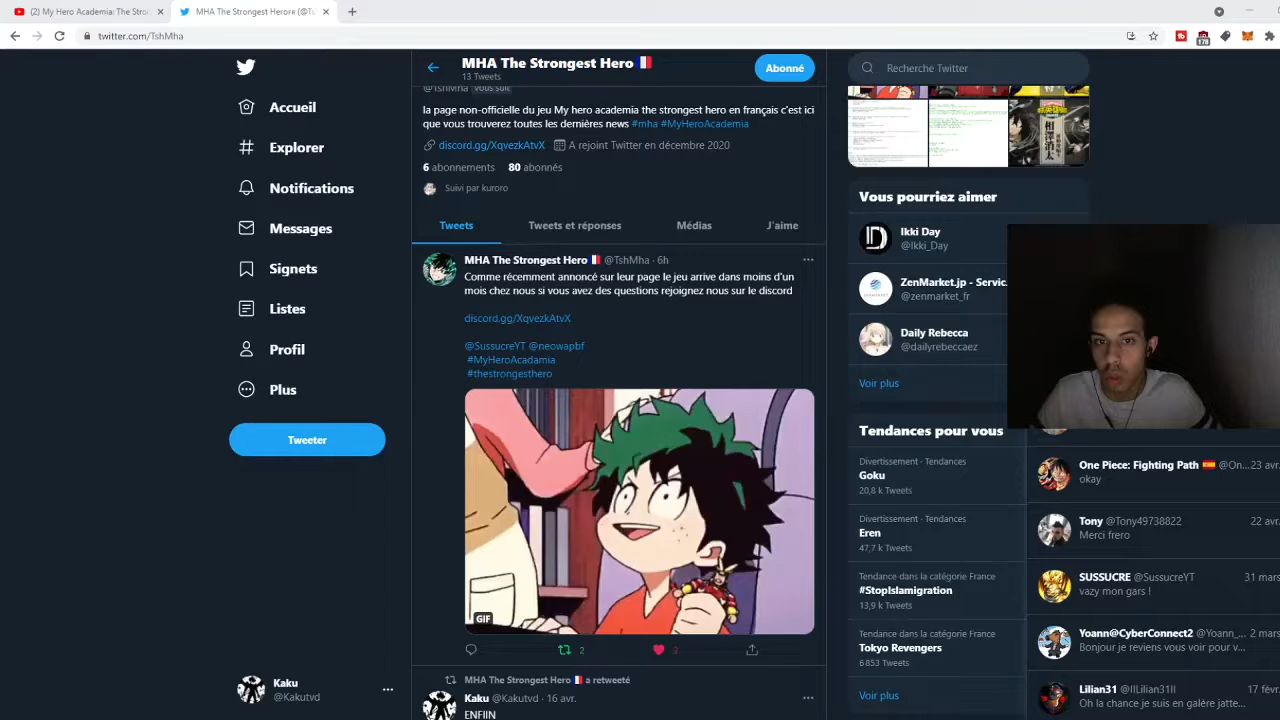 (2) My Hero Academia: The Stro
MHA The Strongest Hero
twitter.com/TshMha
178
MHA The Strongest Hero
13 Tweets
Abonné
Recherche Twitter
Accueil
Explorer
Notifications
Messages
Signets
Listes
Profil
Plus
Tweeter
@TshMha Vous suit
la page non-officielle du jeu My hero academia the strongest hero en français c'est ici
que vous trouverez les dernières news #mha #MyHeroAcademia
discord.gg/XqvezkAtvX A rejoint Twitter en décembre 2020
6 abonnements 80 abonnés
Suivi par kuroro
Tweets
Tweets et réponses
Médias
J'aime
MHA The Strongest Hero @TshMha · 6h
Comme récemment annoncé sur leur page le jeu arrive dans moins d'un
mois chez nous si vous avez des questions rejoignez nous sur le discord
discord.gg/XqvezkAtvX
@SussucreYT @neowapbf
#MyHeroAcadamia
#thestrongesthero
GIF
2
3
MHA The Strongest Hero a retweeté
Kaku @Kakutvd · 16 avr.
ENFIIN
Vous pourriez aimer
Ikki Day
@Ikki_Day
ZenMarket.jp - Servic
@zenmarket_fr
Daily Rebecca
@dailyrebeccaez
Voir plus
Tendances pour vous
Divertissement · Tendances
Goku
20,8 k Tweets
Divertissement · Tendances
Eren
47,7 k Tweets
Tendance dans la catégorie France
#StopIslamigration
13,9 k Tweets
Tendance dans la catégorie France
Tokyo Revengers
6 853 Tweets
Voir plus
One Piece: Fighting Path @On... 23 avr.
okay
Tony @Tony49738822 22 avr.
Merci frero
SUSSUCRE @SussucreYT 31 mars
vazy mon gars !
Yoann@CyberConnect2 @Yoann_... 2 mars
Bonjour je reviens vous voir pour v...
Lilian31 @IILilian31II 17 févr.
Oh la chance je suis en galère jatte...
Kaku
@Kakutvd